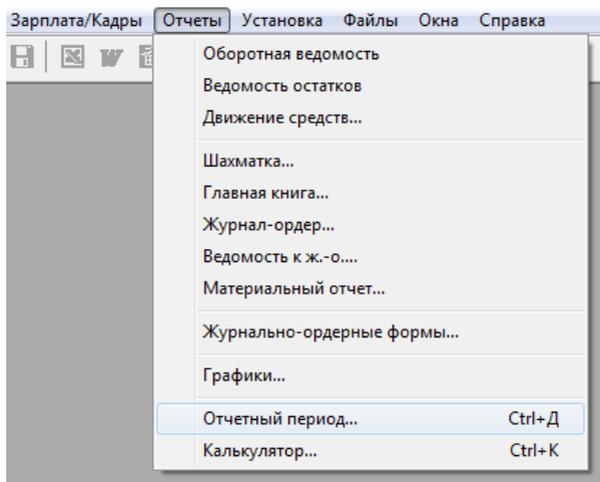 Зарплата/Кадры Отчеты Установка Файлы Окна Справка
Оборотная ведомость
Ведомость остатков
Движение средств...
Шахматка...
Главная книга...
Журнал-ордер...
Ведомость к ж.-о....
Материальный отчет...
Журнально-ордерные формы...
Графики...
Отчетный период... Ctrl+Д
Калькулятор... Ctrl+К